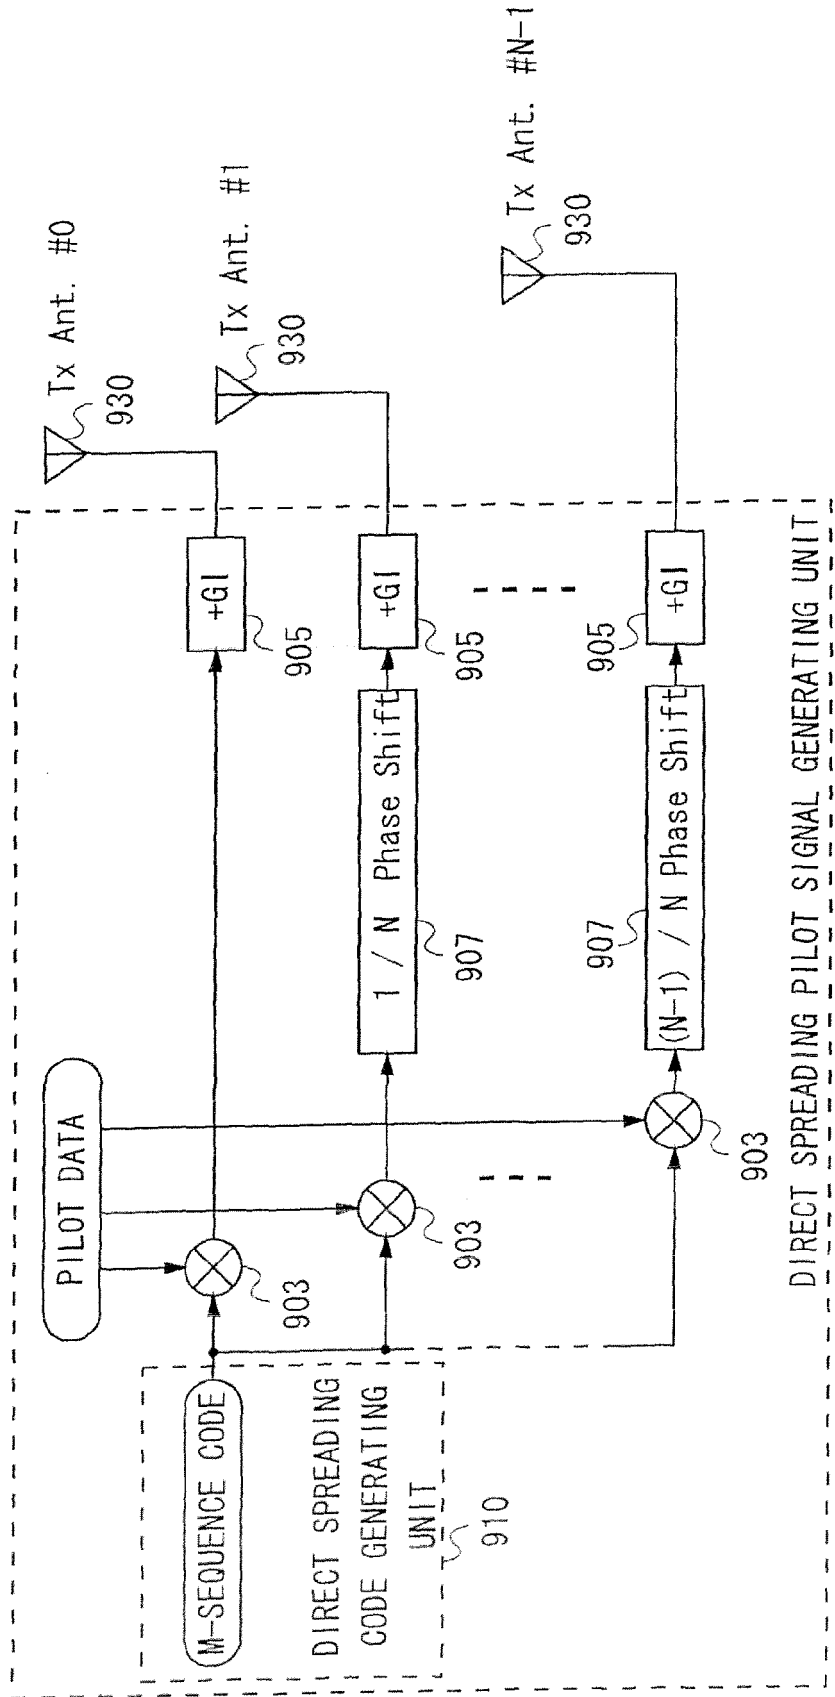 PILOT DATA
M-SEQUENCE CODE
DIRECT SPREADING
CODE GENERATING
UNIT
910
903
+GI
905
Tx Ant. #0
930
903
1 / N Phase Shift
907
+GI
905
Tx Ant. #1
930
903
(N-1) / N Phase Shift
907
+GI
905
Tx Ant. #N-1
930
DIRECT SPREADING PILOT SIGNAL GENERATING UNIT